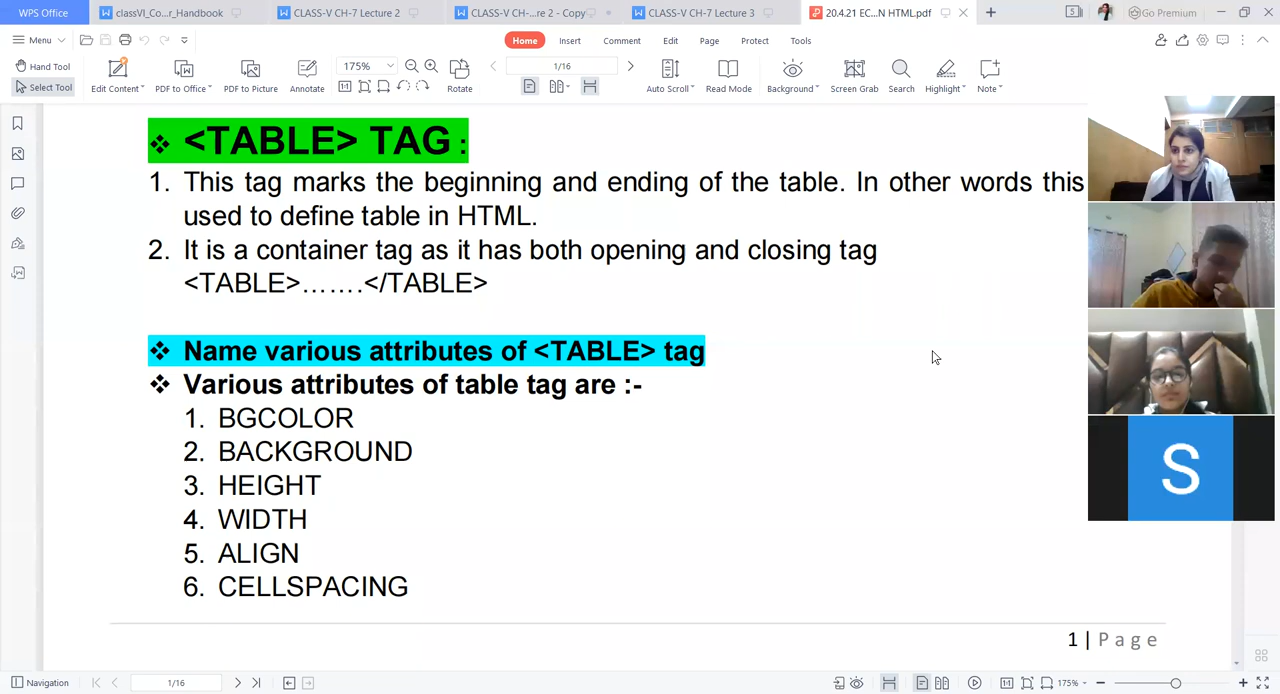 WPS Office
classVI_Co...r_Handbook
CLASS-V CH-7 Lecture 2
CLASS-V CH-...re 2 - Copy
CLASS-V CH-7 Lecture 3
20.4.21 EC...N HTML.pdf
Go Premium
Menu
Home
Insert
Comment
Edit
Page
Protect
Tools
Hand Tool
Select Tool
Edit Content
PDF to Office
PDF to Picture
Annotate
175%
Rotate
1/16
Auto Scroll
Read Mode
Background
Screen Grab
Search
Highlight
Note
❖ <TABLE> TAG :
1. This tag marks the beginning and ending of the table. In other words this
used to define table in HTML.
2. It is a container tag as it has both opening and closing tag
<TABLE>…….</TABLE>
❖ Name various attributes of <TABLE> tag
❖ Various attributes of table tag are :-
1. BGCOLOR
2. BACKGROUND
3. HEIGHT
4. WIDTH
5. ALIGN
6. CELLSPACING
S
1 | Page
Navigation
1/16
175%